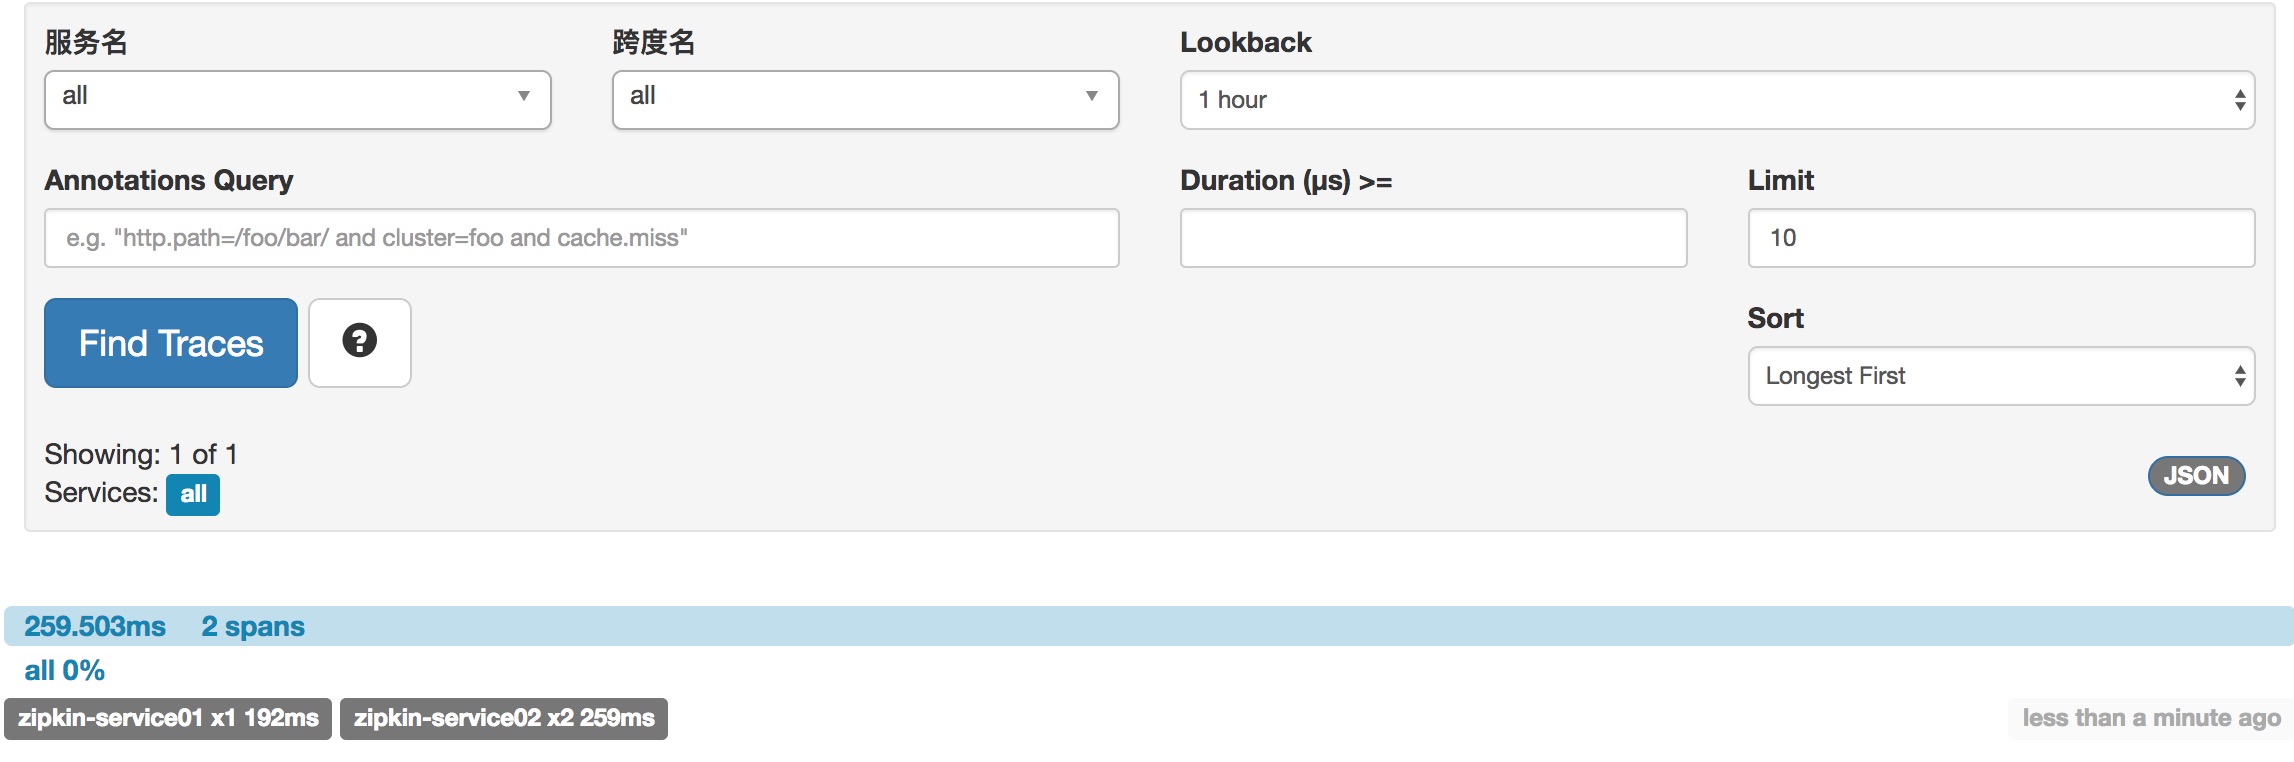 服务名 跨度名 Lookback
all all 1 hour
Annotations Query Duration (µs) >= Limit
e.g. "http.path=/foo/bar/ and cluster=foo and cache.miss" 10
Find Traces ? Sort
Longest First
Showing: 1 of 1
Services: all JSON
259.503ms 2 spans
all 0%
zipkin-service01 x1 192ms zipkin-service02 x2 259ms less than a minute ago